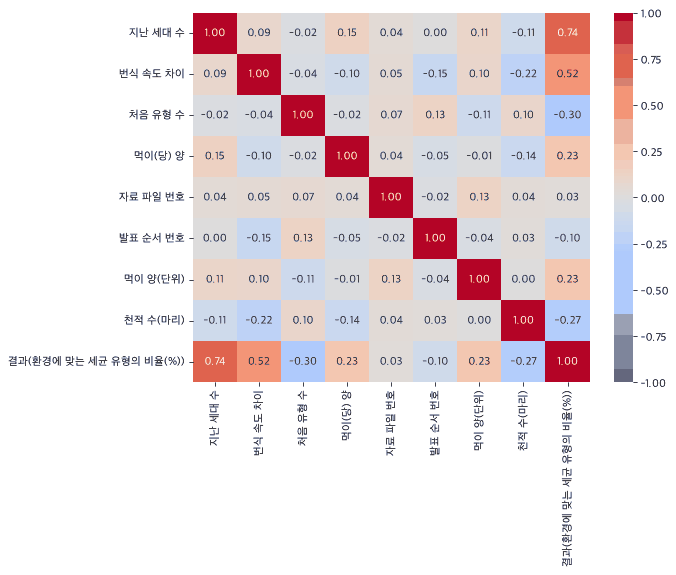 지난 세대 수 1.00 0.09 -0.02 0.15 0.04 0.00 0.11 -0.11 0.74
번식 속도 차이 0.09 1.00 -0.04 -0.10 0.05 -0.15 0.10 -0.22 0.52
처음 유형 수 -0.02 -0.04 1.00 -0.02 0.07 0.13 -0.11 0.10 -0.30
먹이(당) 양 0.15 -0.10 -0.02 1.00 0.04 -0.05 -0.01 -0.14 0.23
자료 파일 번호 0.04 0.05 0.07 0.04 1.00 -0.02 0.13 0.04 0.03
발표 순서 번호 0.00 -0.15 0.13 -0.05 -0.02 1.00 -0.04 0.03 -0.10
먹이 양(단위) 0.11 0.10 -0.11 -0.01 0.13 -0.04 1.00 0.00 0.23
천적 수(마리) -0.11 -0.22 0.10 -0.14 0.04 0.03 0.00 1.00 -0.27
결과(환경에 맞는 세균 유형의 비율(%)) 0.74 0.52 -0.30 0.23 0.03 -0.10 0.23 -0.27 1.00
지난 세대 수
번식 속도 차이
처음 유형 수
먹이(당) 양
자료 파일 번호
발표 순서 번호
먹이 양(단위)
천적 수(마리)
결과(환경에 맞는 세균 유형의 비율(%))
1.00
0.75
0.50
0.25
0.00
-0.25
-0.50
-0.75
-1.00